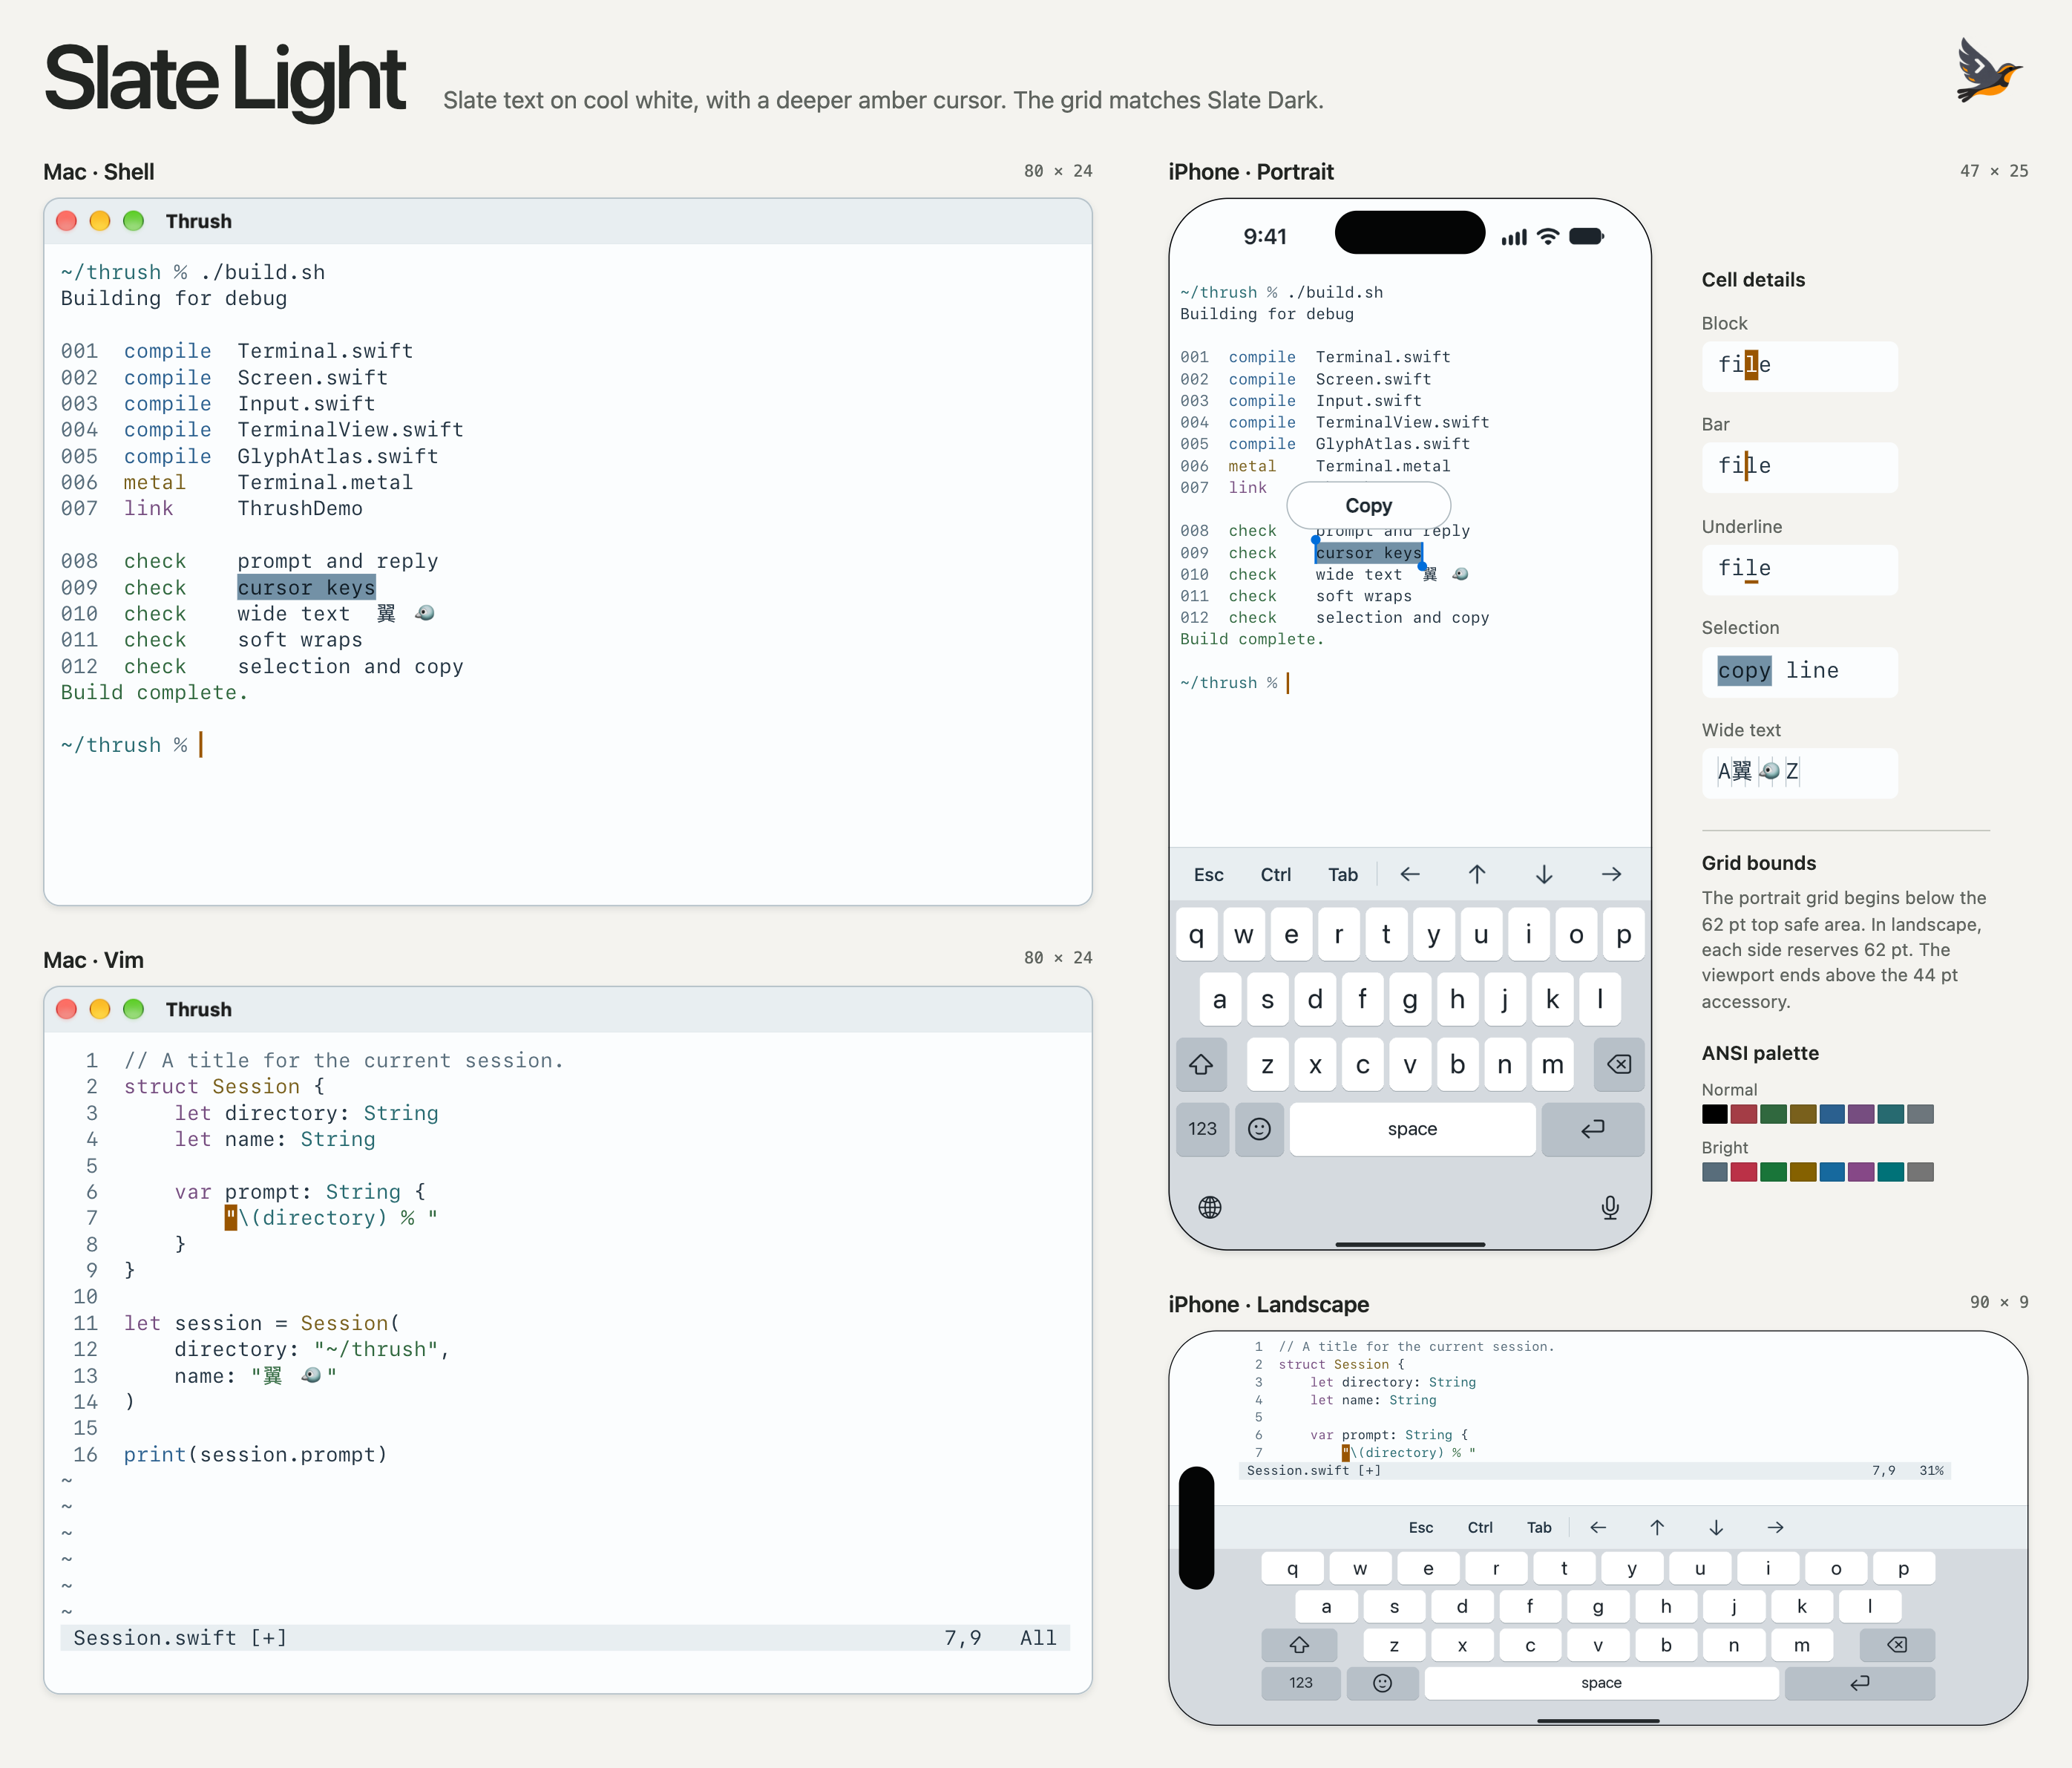 Slate Light
Slate text on cool white, with a deeper amber cursor. The grid matches Slate Dark.
Mac · Shell
80 × 24
Thrush
~/thrush % ./build.sh
Building for debug
001 compile Terminal.swift
002 compile Screen.swift
003 compile Input.swift
004 compile TerminalView.swift
005 compile GlyphAtlas.swift
006 metal Terminal.metal
007 link ThrushDemo
008 check prompt and reply
009 check cursor keys
010 check wide text 翼 🐦
011 check soft wraps
012 check selection and copy
Build complete.
~/thrush %
Mac · Vim
80 × 24
Thrush
1 // A title for the current session.
2 struct Session {
3 let directory: String
4 let name: String
5
6 var prompt: String {
7 "\(directory) % "
8 }
9 }
10
11 let session = Session(
12 directory: "~/thrush",
13 name: "翼 🐦"
14 )
15
16 print(session.prompt)
~
~
~
~
~
~
Session.swift [+] 7,9 All
iPhone · Portrait
47 × 25
9:41
~/thrush % ./build.sh
Building for debug
001 compile Terminal.swift
002 compile Screen.swift
003 compile Input.swift
004 compile TerminalView.swift
005 compile GlyphAtlas.swift
006 metal Terminal.metal
007 link
Copy
008 check prompt and reply
009 check cursor keys
010 check wide text 翼 🐦
011 check soft wraps
012 check selection and copy
Build complete.
~/thrush %
Esc Ctrl Tab ← ↑ ↓ →
q w e r t y u i o p
a s d f g h j k l
z x c v b n m
123 space
Cell details
Block
file
Bar
file
Underline
file
Selection
copy line
Wide text
A翼🐦Z
Grid bounds
The portrait grid begins below the
62 pt top safe area. In landscape,
each side reserves 62 pt. The
viewport ends above the 44 pt
accessory.
ANSI palette
Normal
Bright
iPhone · Landscape
90 × 9
1 // A title for the current session.
2 struct Session {
3 let directory: String
4 let name: String
5
6 var prompt: String {
7 "\(directory) % "
Session.swift [+] 7,9 31%
Esc Ctrl Tab ← ↑ ↓ →
q w e r t y u i o p
a s d f g h j k l
z x c v b n m
123 space